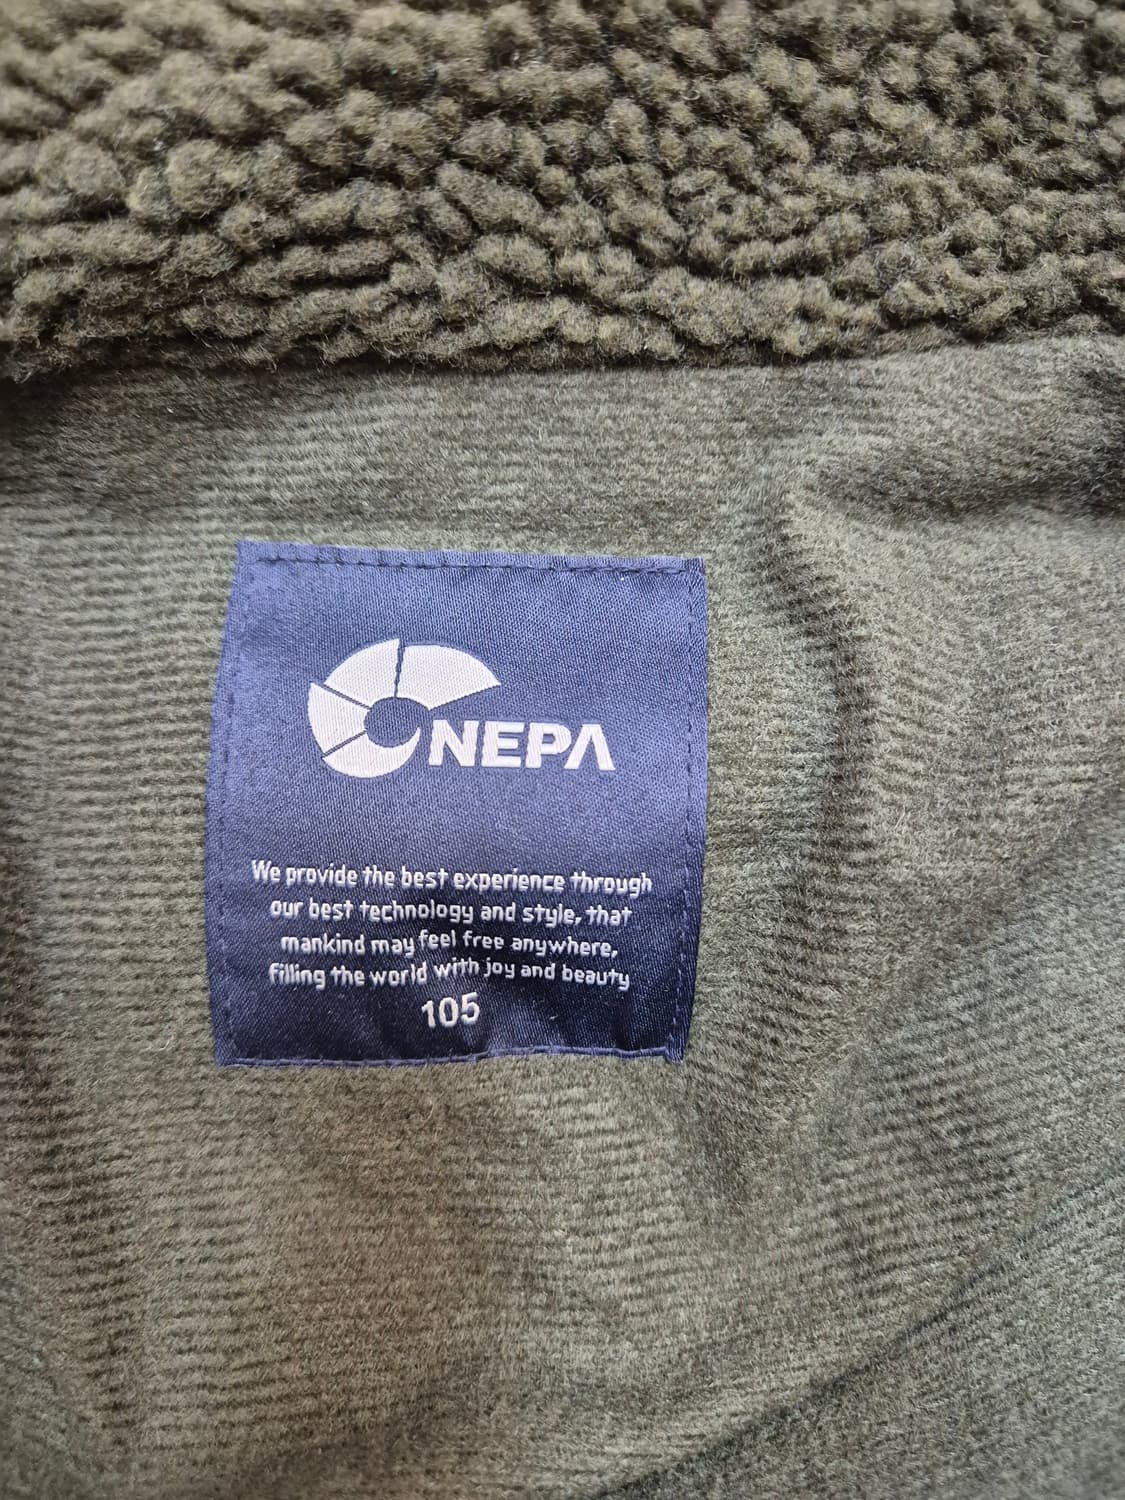 NEPA
We provide the best experience through
our best technology and style, that
mankind may feel free anywhere,
filling the world with joy and beauty
105